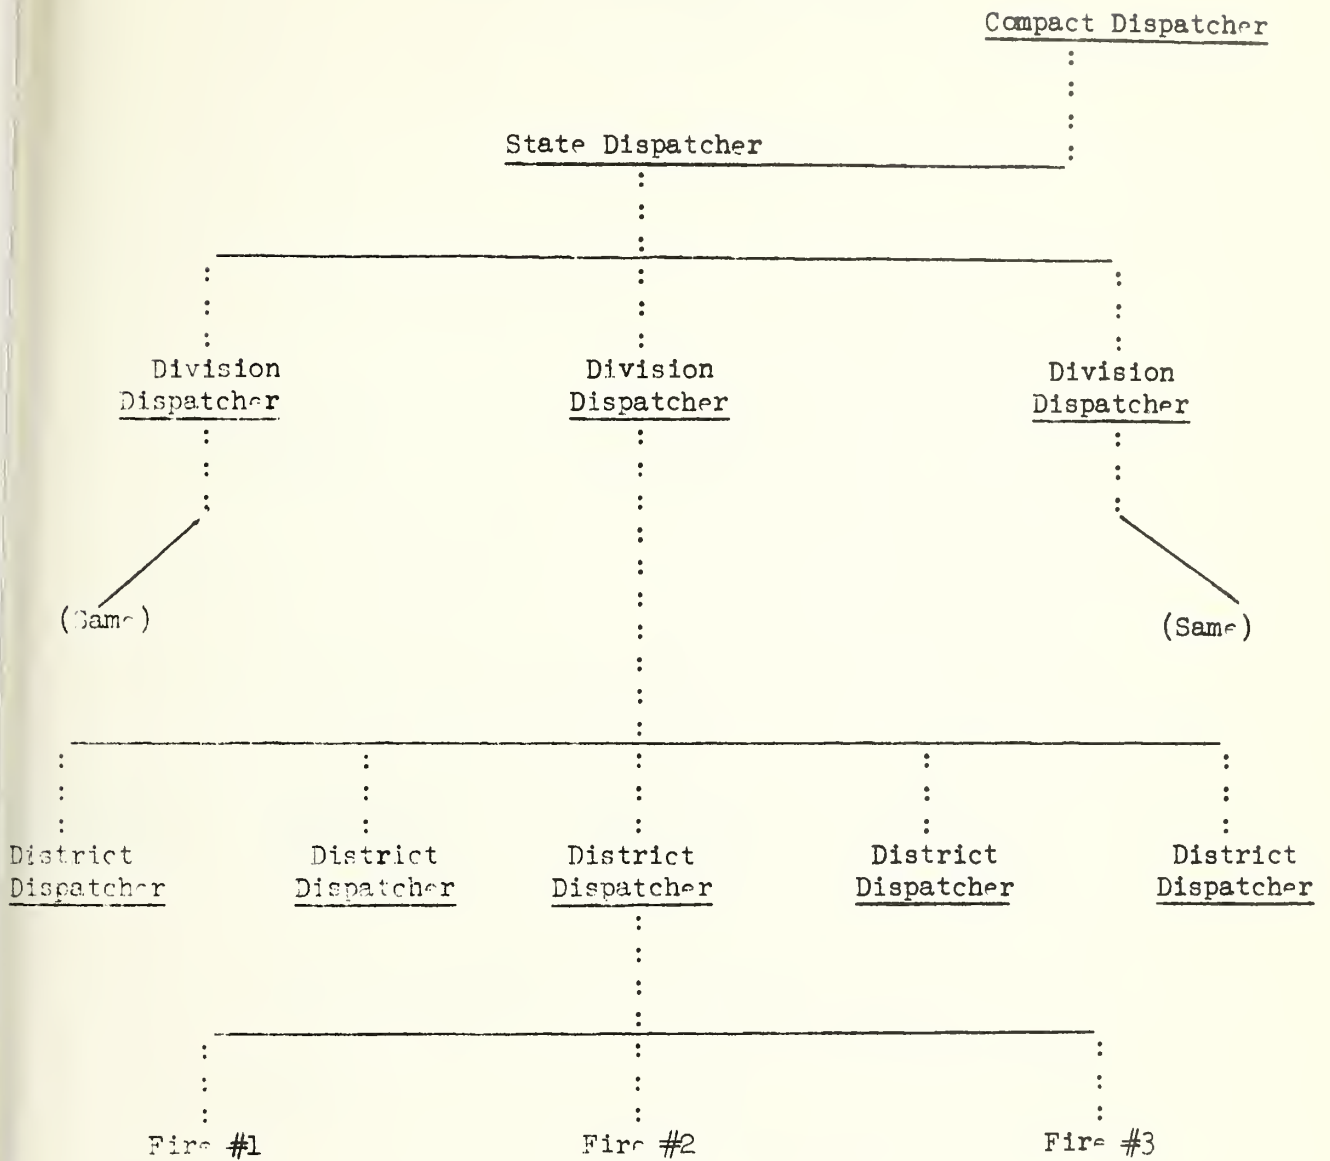 Compact Dispatcher
State Dispatcher
Division
Dispatcher
Division
Dispatcher
Division
Dispatcher
(Same)
(Same)
District
Dispatcher
District
Dispatcher
District
Dispatcher
District
Dispatcher
District
Dispatcher
Fire #1
Fire #2
Fire #3